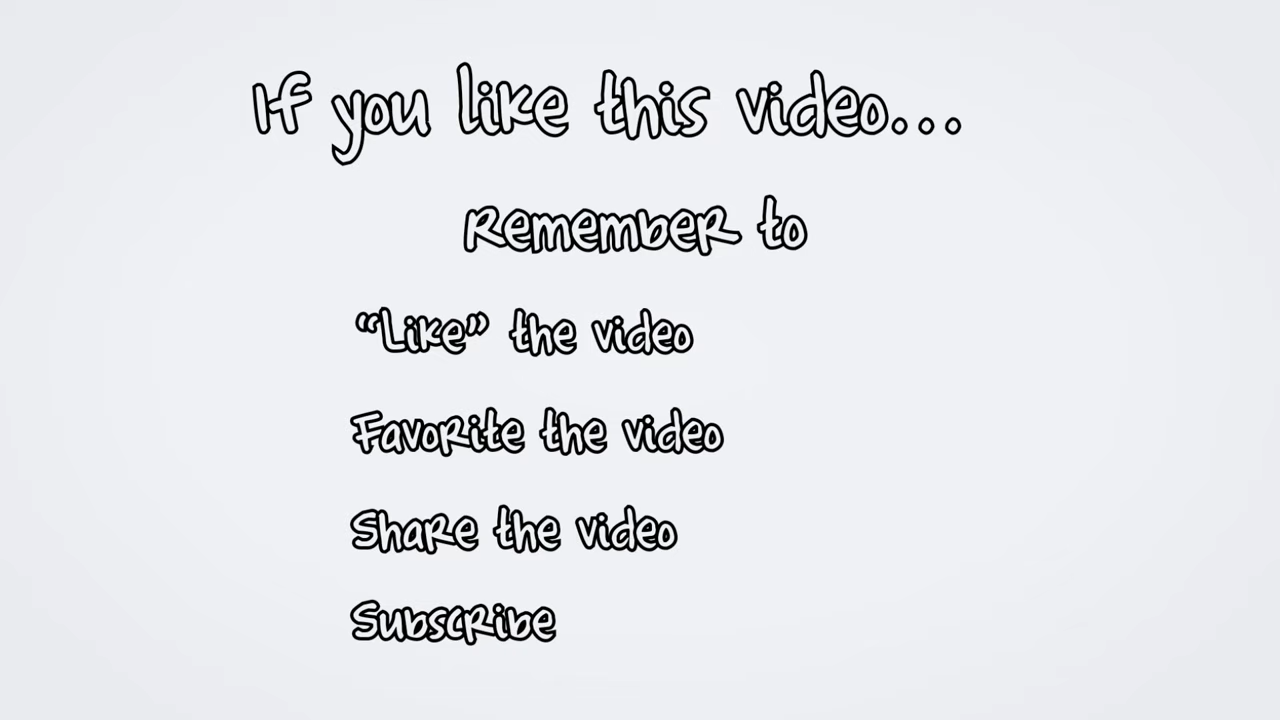 If you like this video...
Remember to
“Like” the video
Favorite the video
Share the video
Subscribe